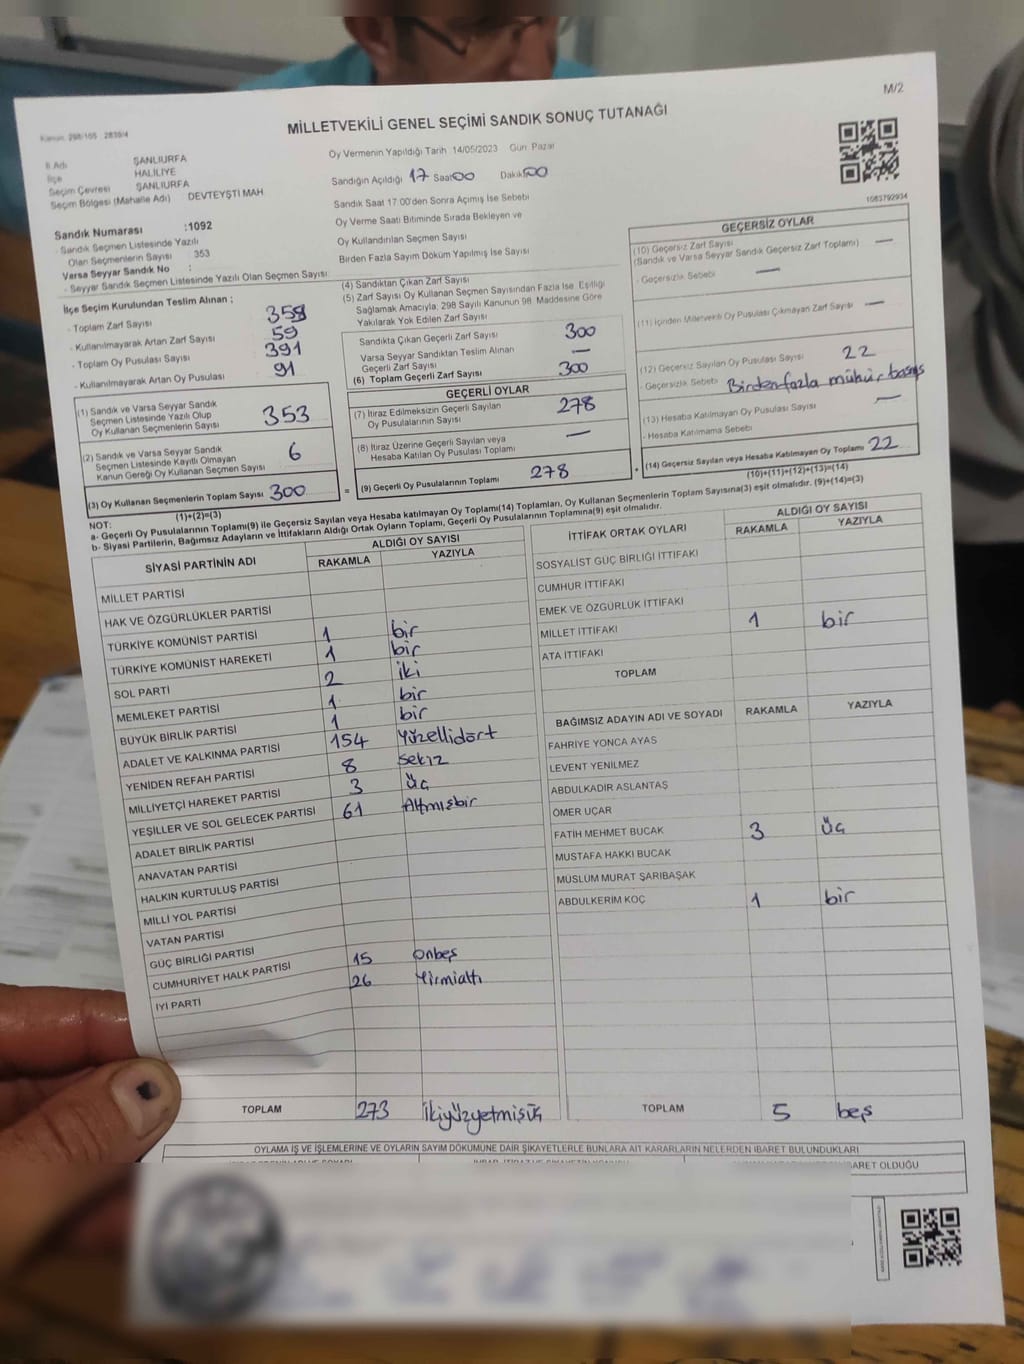 M/2
MİLLETVEKİLİ GENEL SEÇİMİ SANDIK SONUÇ TUTANAĞI
İl Adı ŞANLIURFA
İlçe HALİLİYE
Seçim Çevresi ŞANLIURFA
Seçim Bölgesi (Mahalle Adı) DEVTEYŞTİ MAH
Oy Vermenin Yapıldığı Tarih 14/05/2023 Gün: Pazar
Sandığın Açıldığı 17 Saat 00 Dakika 00
Sandık Saat 17:00'den Sonra Açımış İse Sebebi
Oy Verme Saati Bitiminde Sırada Bekleyen ve
Oy Kullandırılan Seçmen Sayısı
Birden Fazla Sayım Döküm Yapılmış İse Sayısı
1083792934
Sandık Numarası :1092
- Sandık Seçmen Listesinde Yazılı
Olan Seçmenlerin Sayısı 353
Varsa Seyyar Sandık No :
- Seyyar Sandık Seçmen Listesinde Yazılı Olan Seçmen Sayısı:
İlçe Seçim Kurulundan Teslim Alınan ;
- Toplam Zarf Sayısı 359
- Kullanılmayarak Artan Zarf Sayısı 59
- Toplam Oy Pusulası Sayısı 391
- Kullanılmayarak Artan Oy Pusulası 91
(1) Sandık ve Varsa Seyyar Sandık
Seçmen Listesinde Yazılı Olup
Oy Kullanan Seçmenlerin Sayısı 353
(2) Sandık ve Varsa Seyyar Sandık
Seçmen Listesinde Kayıtlı Olmayan
Kanun Gereği Oy Kullanan Seçmen Sayısı 6
(3) Oy Kullanan Seçmenlerin Toplam Sayısı 300
(1)+(2)=(3)
(4) Sandıktan Çıkan Zarf Sayısı
(5) Zarf Sayısı Oy Kullanan Seçmen Sayısından Fazla İse, Eşitliği
Sağlamak Amacıyla; 298 Sayılı Kanunun 98. Maddesine Göre
Yakılarak Yok Edilen Zarf Sayısı
Sandıkta Çıkan Geçerli Zarf Sayısı 300
Varsa Seyyar Sandıktan Teslim Alınan
Geçerli Zarf Sayısı —
(6) Toplam Geçerli Zarf Sayısı 300
GEÇERLİ OYLAR
(7) İtiraz Edilmeksizin Geçerli Sayılan
Oy Pusulalarının Sayısı 278
(8) İtiraz Üzerine Geçerli Sayılan veya
Hesaba Katılan Oy Pusulası Toplamı —
= (9) Geçerli Oy Pusulalarının Toplamı 278
GEÇERSİZ OYLAR
(10) Geçersiz Zarf Sayısı —
(Sandık ve Varsa Seyyar Sandık Geçersiz Zarf Toplamı)
- Geçersizlik Sebebi —
(11) İçinden Milletvekili Oy Pusulası Çıkmayan Zarf Sayısı —
(12) Geçersiz Sayılan Oy Pusulası Sayısı 22
Geçersizlik Sebebi Birden fazla mühür basmış
(13) Hesaba Katılmayan Oy Pusulası Sayısı —
- Hesaba Katılmama Sebebi
+ (14) Geçersiz Sayılan veya Hesaba Katılmayan Oy Toplamı 22
(10)+(11)+(12)+(13)=(14)
NOT:
a- Geçerli Oy Pusulalarının Toplamı(9) ile Geçersiz Sayılan veya Hesaba katılmayan Oy Toplamı(14) Toplamları, Oy Kullanan Seçmenlerin Toplam Sayısına(3) eşit olmalıdır. (9)+(14)=(3)
b- Siyasi Partilerin, Bağımsız Adayların ve İttifakların Aldığı Ortak Oyların Toplamı, Geçerli Oy Pusulalarının Toplamına(9) eşit olmalıdır.
SİYASİ PARTİNİN ADI ALDIĞI OY SAYISI
RAKAMLA YAZIYLA
MİLLET PARTİSİ
HAK VE ÖZGÜRLÜKLER PARTİSİ
TÜRKİYE KOMÜNİST PARTİSİ 1 bir
TÜRKİYE KOMÜNİST HAREKETİ 1 bir
SOL PARTİ 2 iki
MEMLEKET PARTİSİ 1 bir
BÜYÜK BİRLİK PARTİSİ 1 bir
ADALET VE KALKINMA PARTİSİ 154 Yüzellidört
YENİDEN REFAH PARTİSİ 8 sekiz
MİLLİYETÇİ HAREKET PARTİSİ 3 Üç
YEŞİLLER VE SOL GELECEK PARTİSİ 61 Altmışbir
ADALET BİRLİK PARTİSİ
ANAVATAN PARTİSİ
HALKIN KURTULUŞ PARTİSİ
MİLLİ YOL PARTİSİ
VATAN PARTİSİ
GÜÇ BİRLİĞİ PARTİSİ
CUMHURİYET HALK PARTİSİ 15 onbeş
İYİ PARTİ 26 Yirmialtı
TOPLAM 273 ikiyüzyetmişüç
İTTİFAK ORTAK OYLARI ALDIĞI OY SAYISI
RAKAMLA YAZIYLA
SOSYALİST GÜÇ BİRLİĞİ İTTİFAKI
CUMHUR İTTİFAKI
EMEK VE ÖZGÜRLÜK İTTİFAKI
MİLLET İTTİFAKI 1 bir
ATA İTTİFAKI
TOPLAM
BAĞIMSIZ ADAYIN ADI VE SOYADI RAKAMLA YAZIYLA
FAHRİYE YONCA AYAS
LEVENT YENİLMEZ
ABDULKADİR ASLANTAŞ
ÖMER UÇAR
FATİH MEHMET BUCAK 3 Üç
MUSTAFA HAKKI BUCAK
MÜSLÜM MURAT ŞARIBAŞAK
ABDULKERİM KOÇ 1 bir
TOPLAM 5 beş
OYLAMA İŞ VE İŞLEMLERİNE VE OYLARIN SAYIM DÖKÜMÜNE DAİR ŞİKAYETLERLE BUNLARA AİT KARARLARIN NELERDEN İBARET BULUNDUKLARI
BARET OLDUĞU